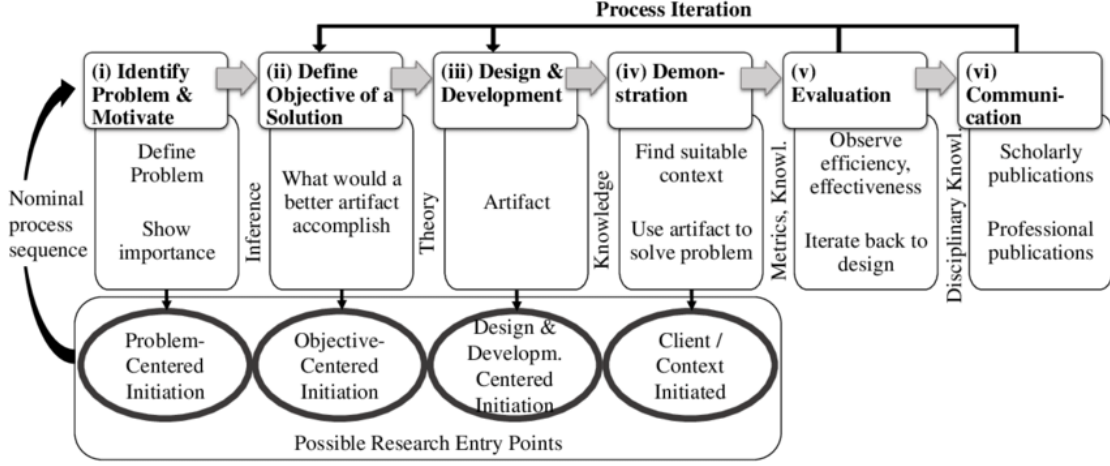 Process Iteration
(i) Identify
Problem &
Motivate
(ii) Define
Objective of a
Solution
(iii) Design &
Development
(iv) Demon-
stration
(v)
Evaluation
(vi)
Communi-
cation
Nominal
process
sequence
Define
Problem
Show
importance
Inference
What would a
better artifact
accomplish
Theory
Artifact
Knowledge
Find suitable
context
Use artifact to
solve problem
Metrics, Knowl.
Observe
efficiency,
effectiveness
Iterate back to
design
Disciplinary Knowl.
Scholarly
publications
Professional
publications
Problem-
Centered
Initiation
Objective-
Centered
Initiation
Design &
Developm.
Centered
Initiation
Client /
Context
Initiated
Possible Research Entry Points